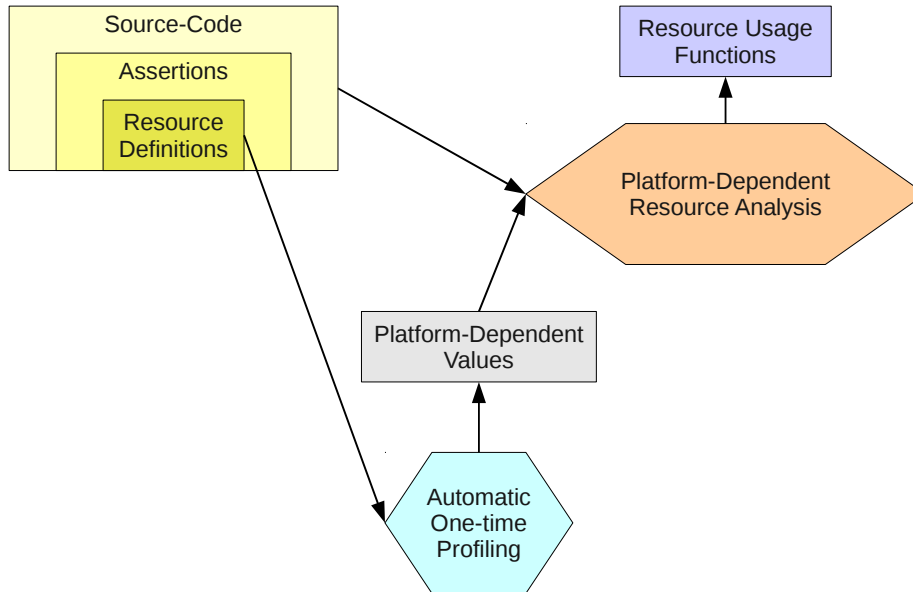 Source-Code
Assertions
Resource
Definitions
Resource Usage
Functions
Platform-Dependent
Resource Analysis
Platform-Dependent
Values
Automatic
One-time
Profiling